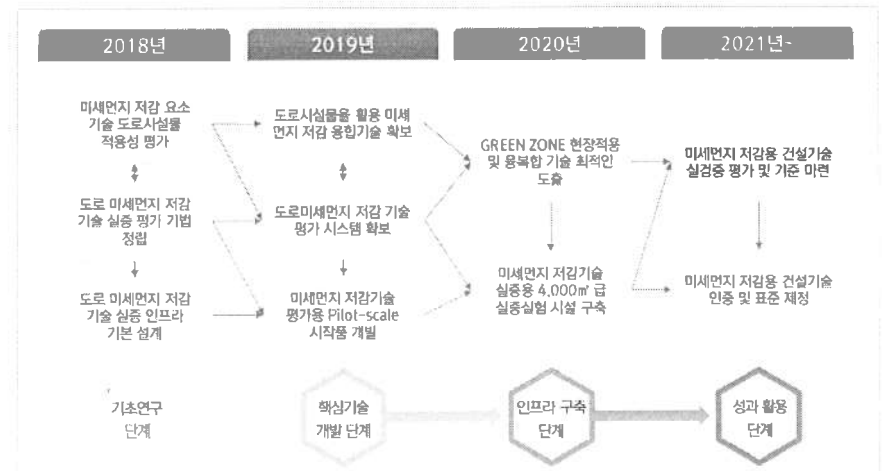 2018년
2019년
2020년
2021년~
미세먼지 저감 요소
기술 도로시설물
적용성 평가
도로시설물을 활용 미세
먼지 저감 융합기술 확보
GREEN ZONE 현장적용
및 융복합 기술 최적안
도출
미세먼지 저감용 건설기술
실검증 평가 및 기준 마련
도로 미세먼지 저감
기술 실증 평가 기법
정립
도로미세먼지 저감 기술
평가 시스템 확보
도로 미세먼지 저감
기술 실증 인프라
기본 설계
미세먼지 저감기술
평가용 Pilot-scale
시작품 개발
미세먼지 저감기술
실증용 4,000㎡ 급
실증실험 시설 구축
미세먼지 저감용 건설기술
인증 및 표준 제정
기초연구
단계
핵심기술
개발 단계
인프라 구축
단계
성과 활용
단계